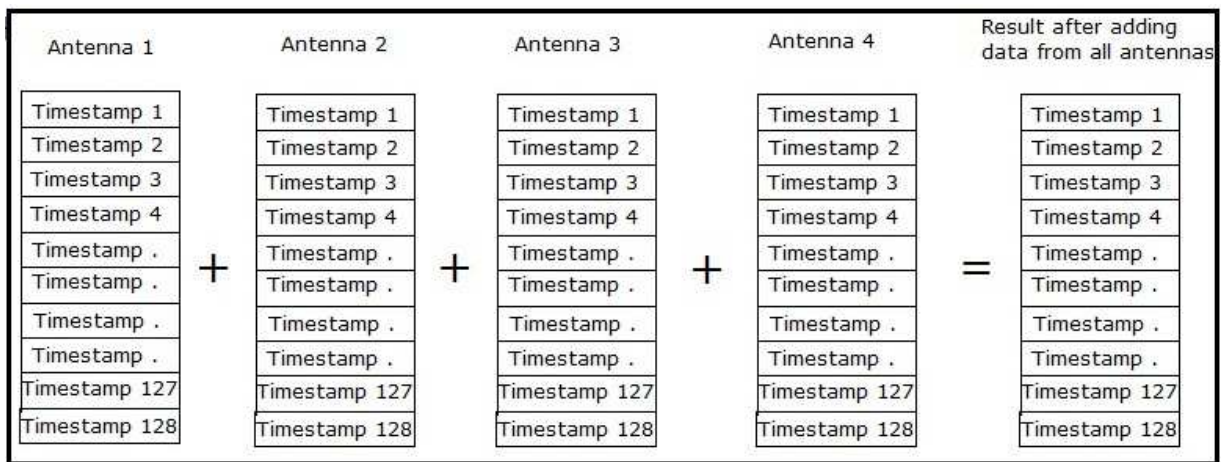 Antenna 1 Antenna 2 Antenna 3 Antenna 4 Result after adding
data from all antennas
Timestamp 1 Timestamp 1 Timestamp 1 Timestamp 1 Timestamp 1
Timestamp 2 Timestamp 2 Timestamp 2 Timestamp 2 Timestamp 2
Timestamp 3 Timestamp 3 Timestamp 3 Timestamp 3 Timestamp 3
Timestamp 4 Timestamp 4 Timestamp 4 Timestamp 4 Timestamp 4
Timestamp . Timestamp . Timestamp . Timestamp . Timestamp .
+ + + =
Timestamp . Timestamp . Timestamp . Timestamp . Timestamp .
Timestamp . Timestamp . Timestamp . Timestamp . Timestamp .
Timestamp . Timestamp . Timestamp . Timestamp . Timestamp .
Timestamp 127 Timestamp 127 Timestamp 127 Timestamp 127 Timestamp 127
Timestamp 128 Timestamp 128 Timestamp 128 Timestamp 128 Timestamp 128